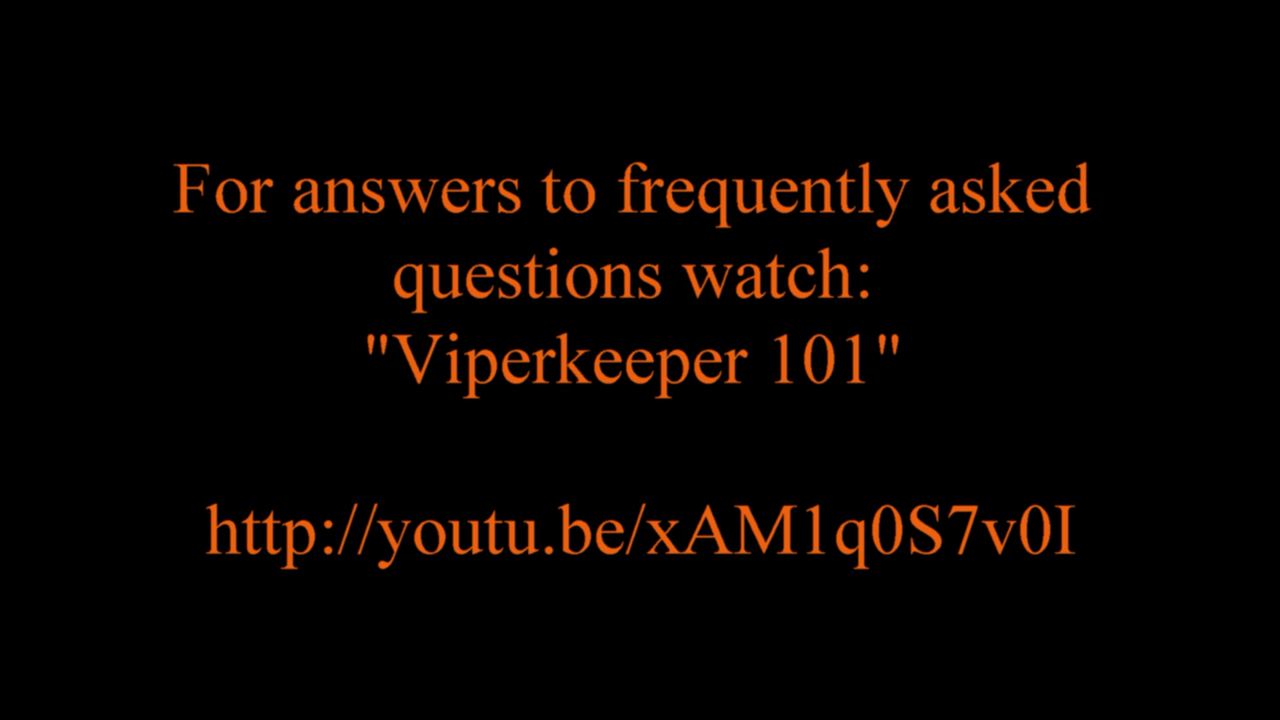 For answers to frequently asked
questions watch:
"Viperkeeper 101"
http://youtu.be/xAM1q0S7v0I